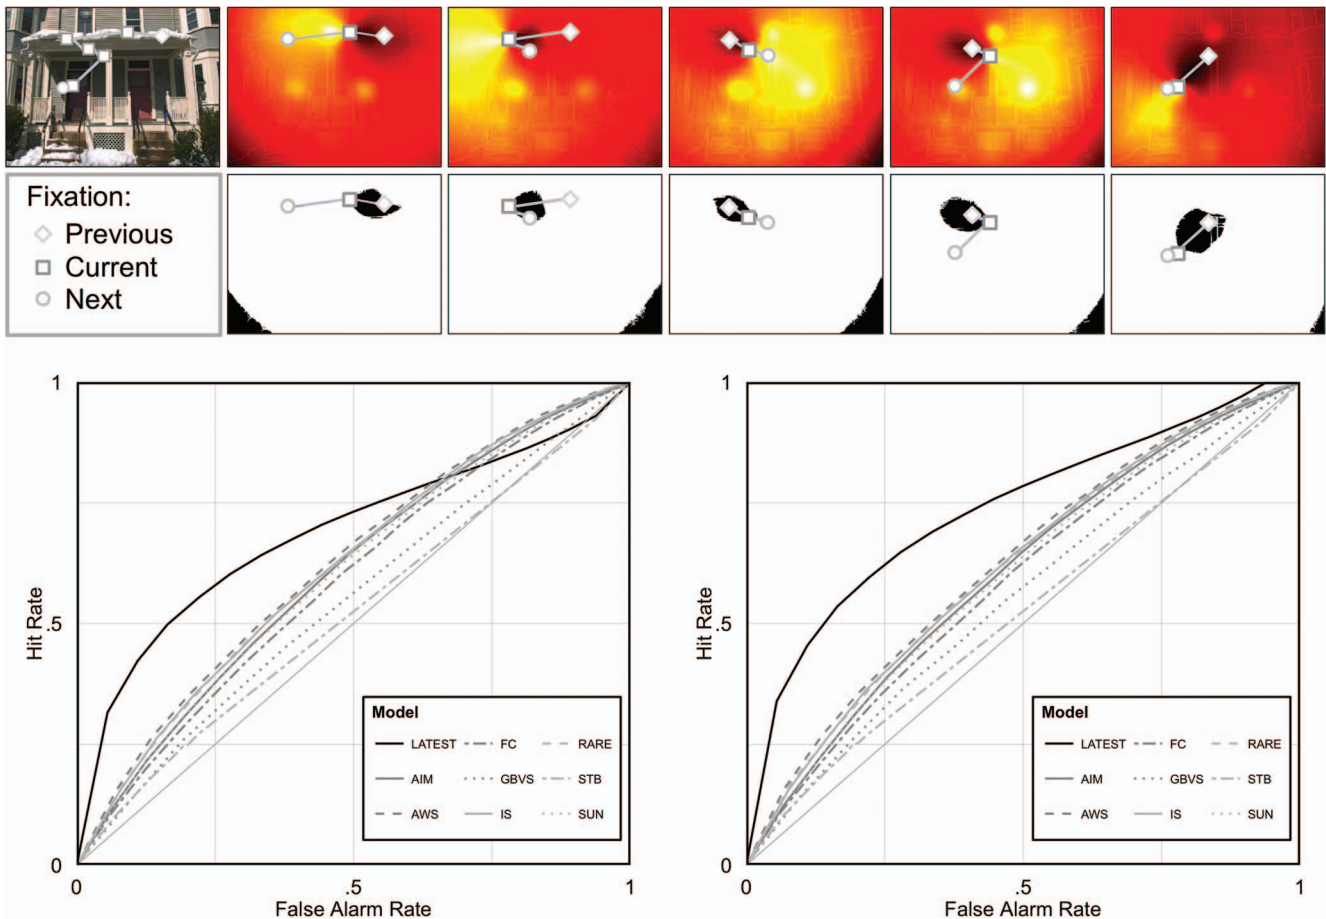 Fixation:
Previous
Current
Next
1
.5
0
Hit Rate
0
.5
1
False Alarm Rate
Model
LATEST
FC
RARE
AIM
GBVS
STB
AWS
IS
SUN
1
.5
0
Hit Rate
0
.5
1
False Alarm Rate
Model
LATEST
FC
RARE
AIM
GBVS
STB
AWS
IS
SUN